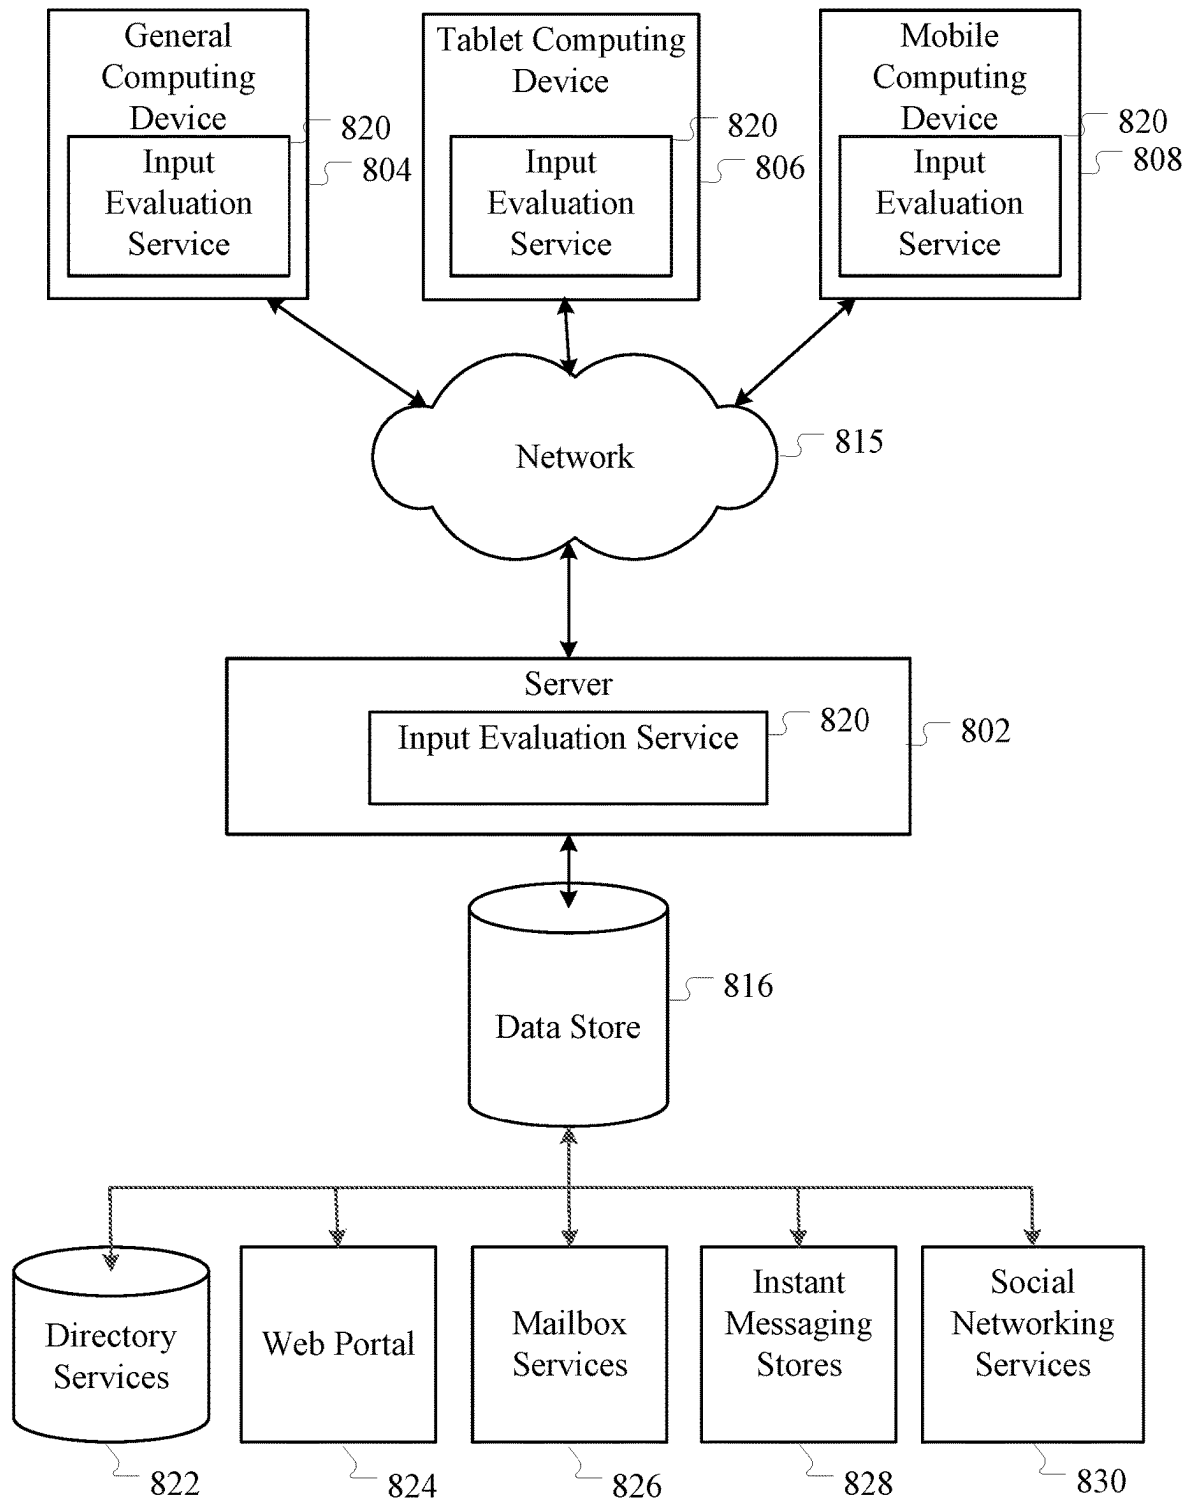 General
Computing
Device
820
Input
Evaluation
Service
804
Tablet Computing
Device
820
Input
Evaluation
Service
806
Mobile
Computing
Device
820
Input
Evaluation
Service
808
Network
815
Server
Input Evaluation Service
820
802
Data Store
816
Directory
Services
822
Web Portal
824
Mailbox
Services
826
Instant
Messaging
Stores
828
Social
Networking
Services
830